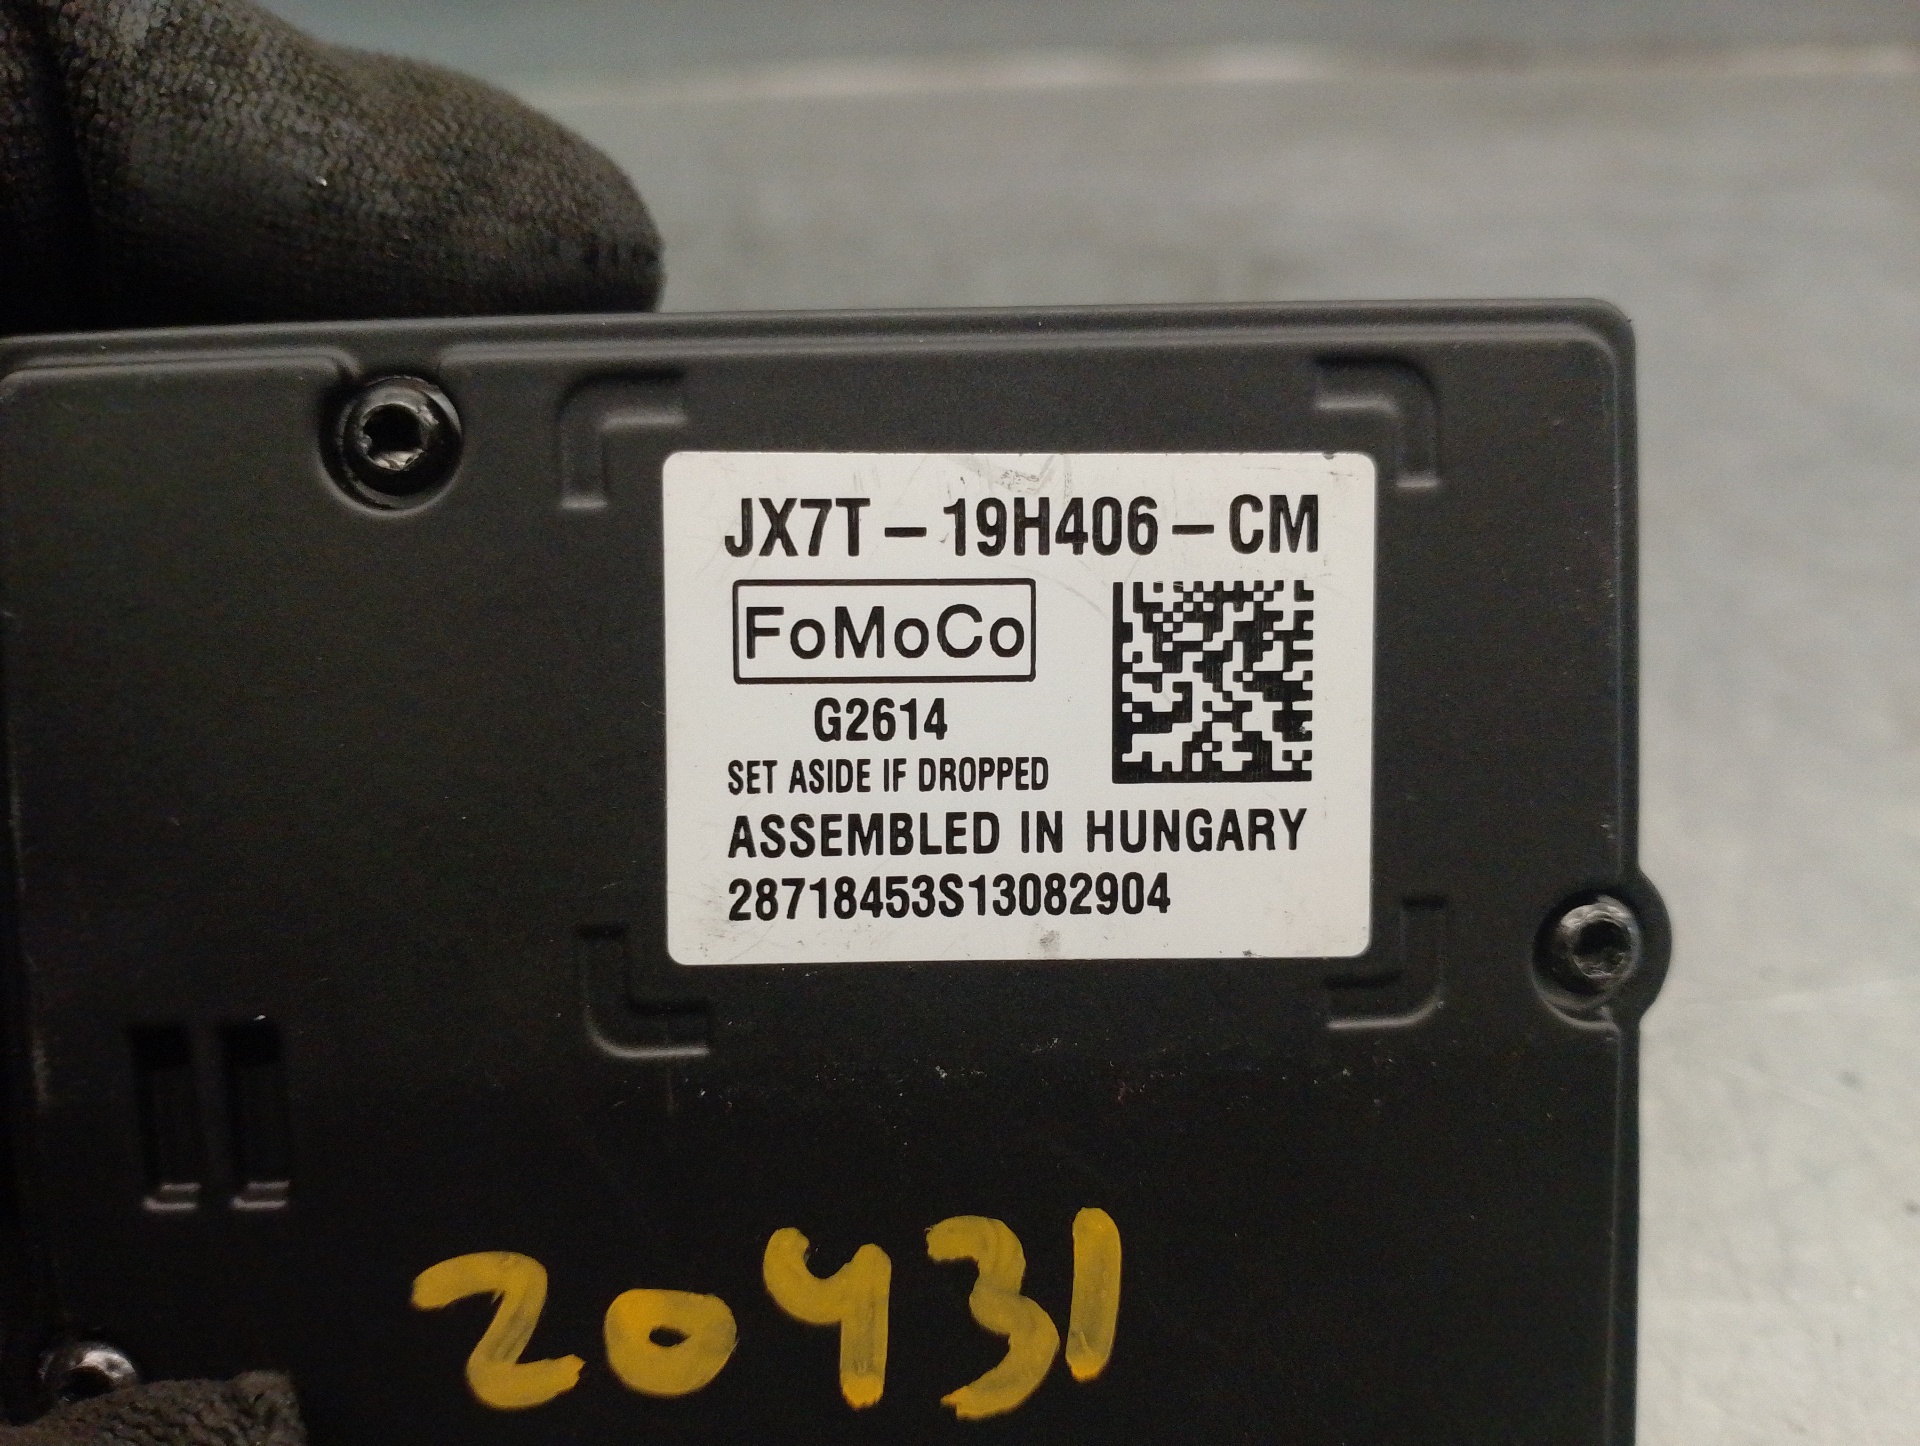 JX7T-19H406-CM
FoMoCo
G2614
SET ASIDE IF DROPPED
ASSEMBLED IN HUNGARY
28718453S13082904
20431